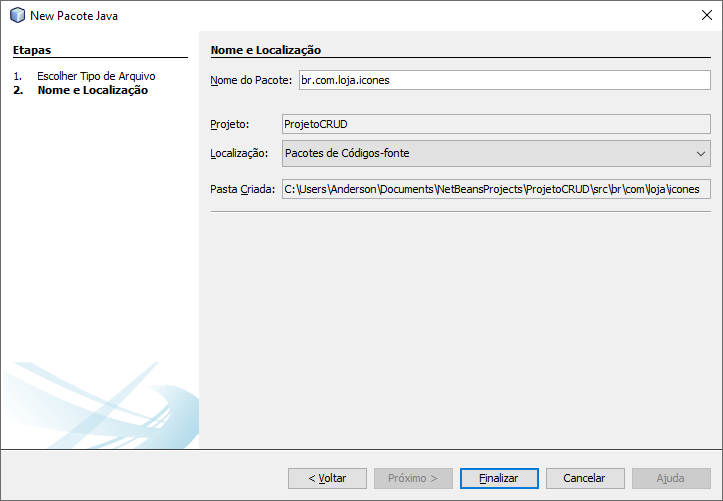 New Pacote Java
Etapas
1. Escolher Tipo de Arquivo
2. Nome e Localização
Nome e Localização
Nome do Pacote: br.com.loja.icones
Projeto: ProjetoCRUD
Localização: Pacotes de Códigos-fonte
Pasta Criada: C:\Users\Anderson\Documents\NetBeansProjects\ProjetoCRUD\src\br\com\loja\icones
< Voltar Próximo > Finalizar Cancelar Ajuda